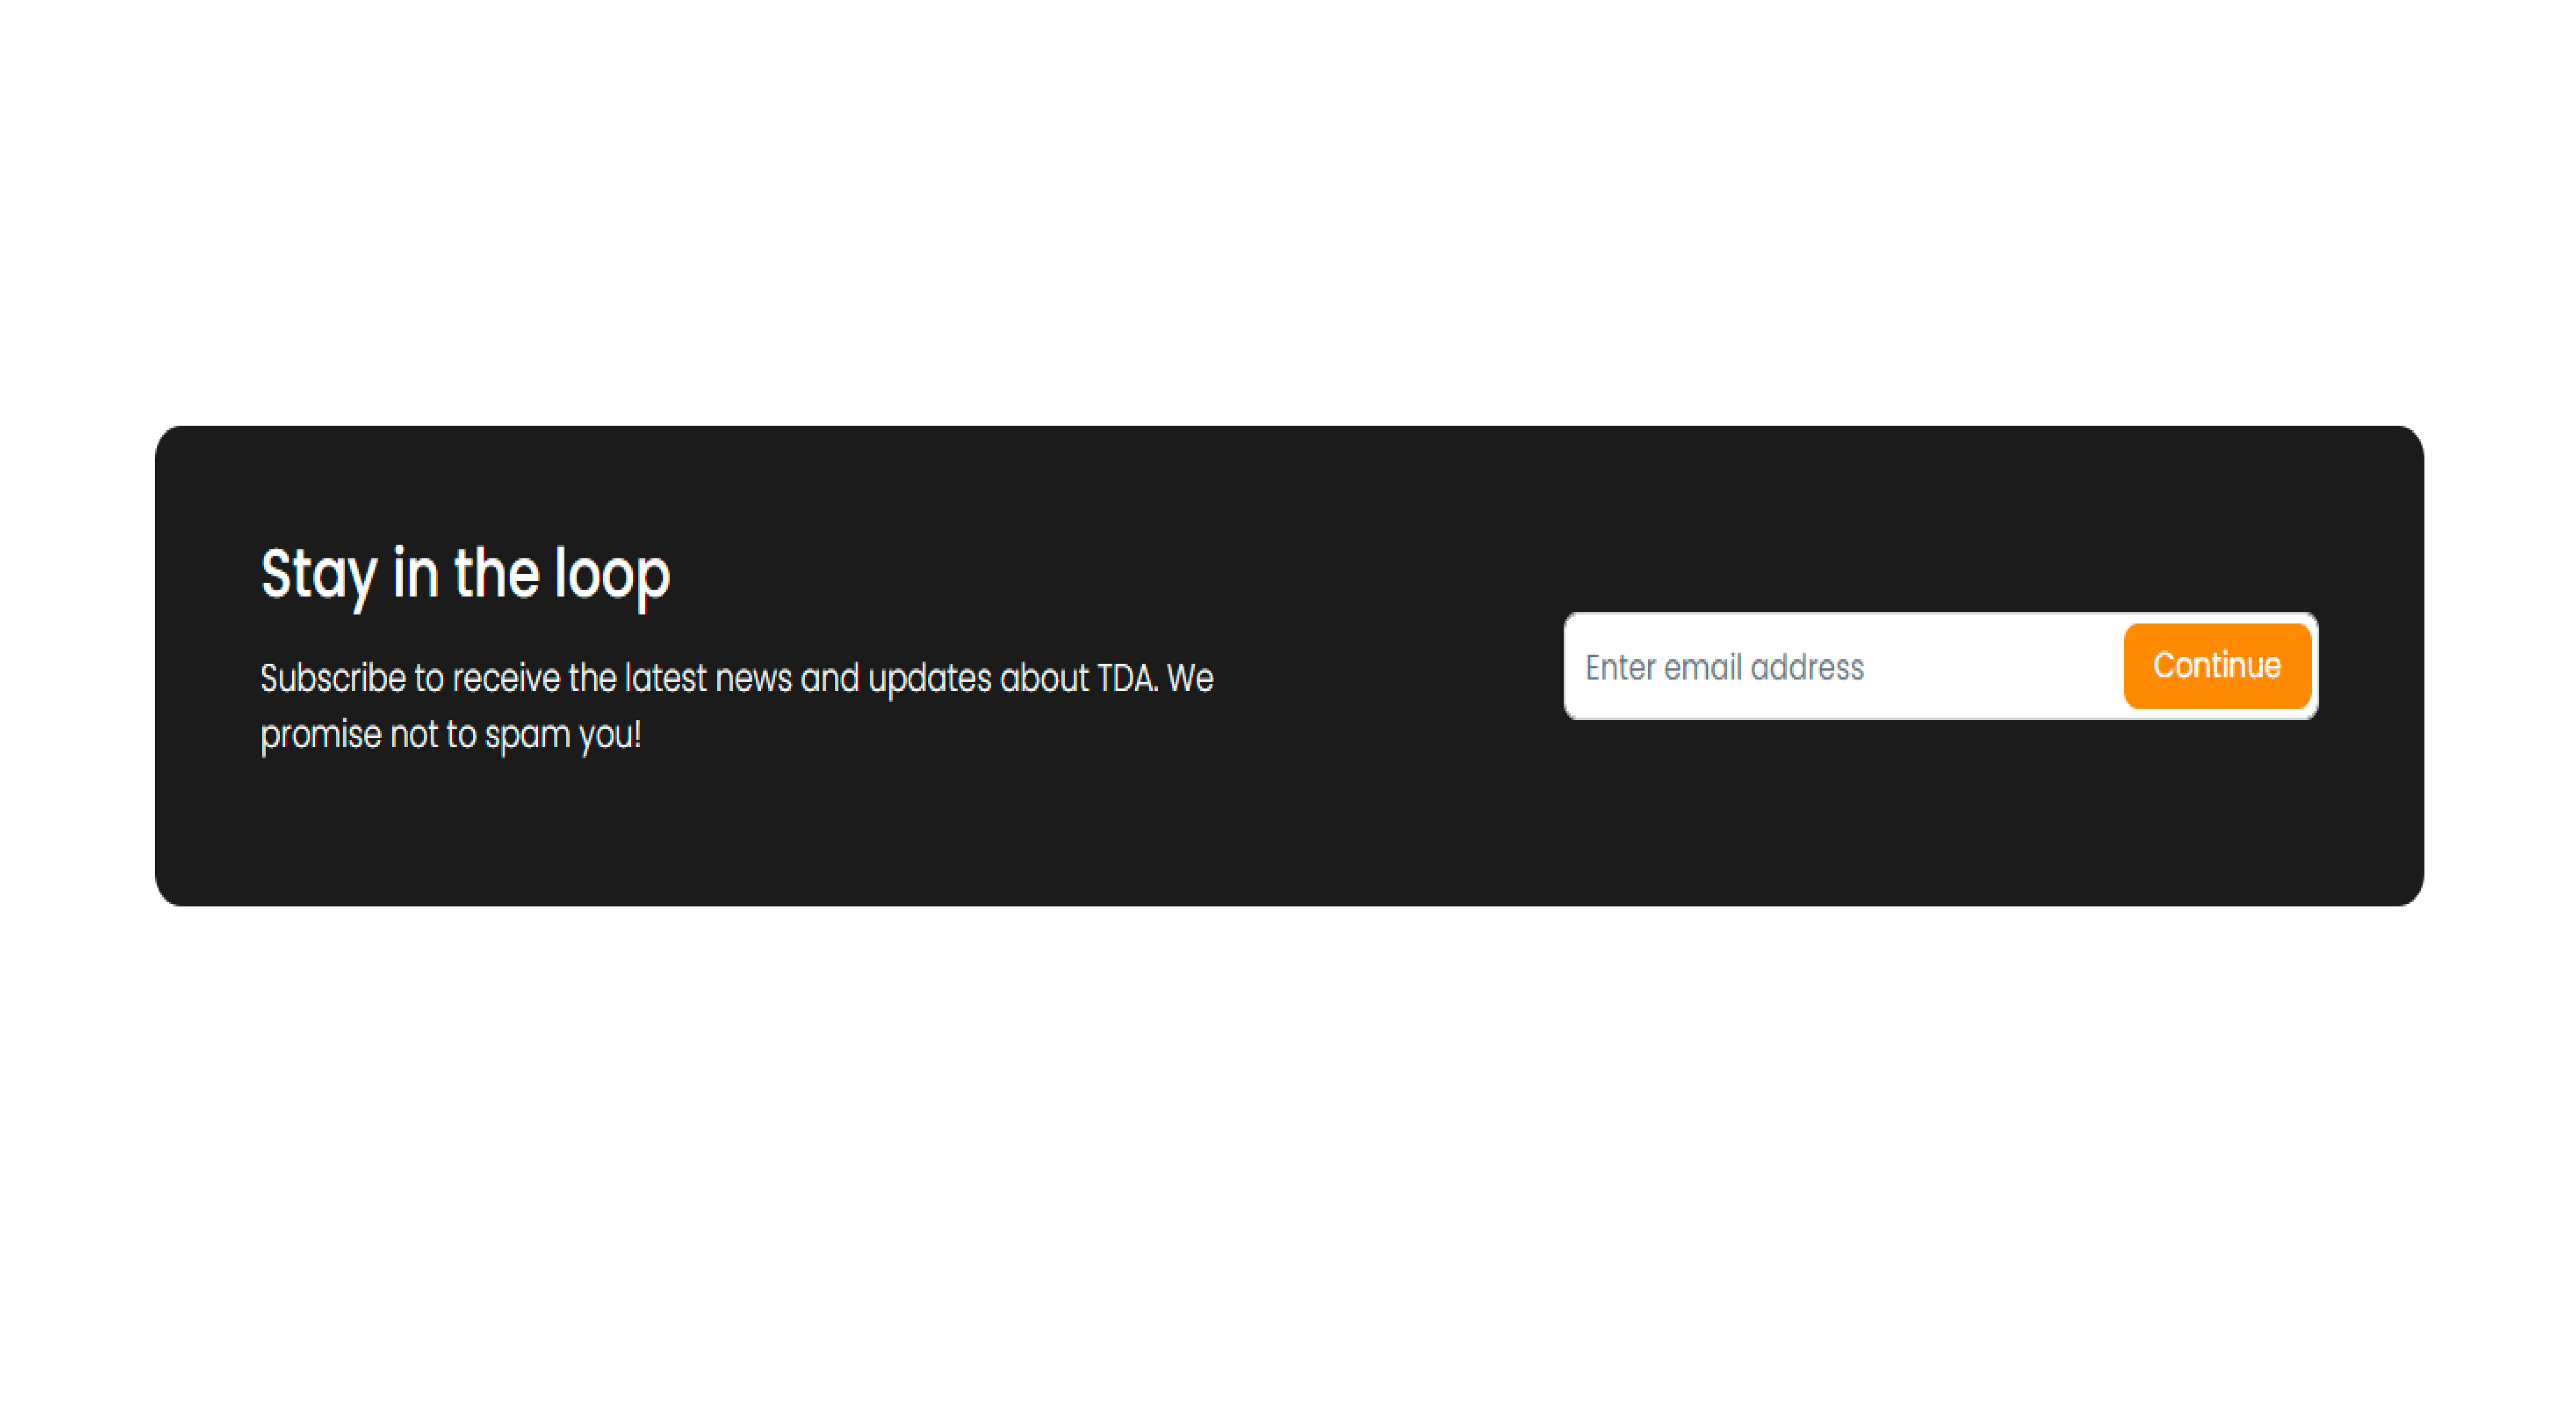 Stay in the loop
Subscribe to receive the latest news and updates about TDA. We
promise not to spam you!
Enter email address
Continue